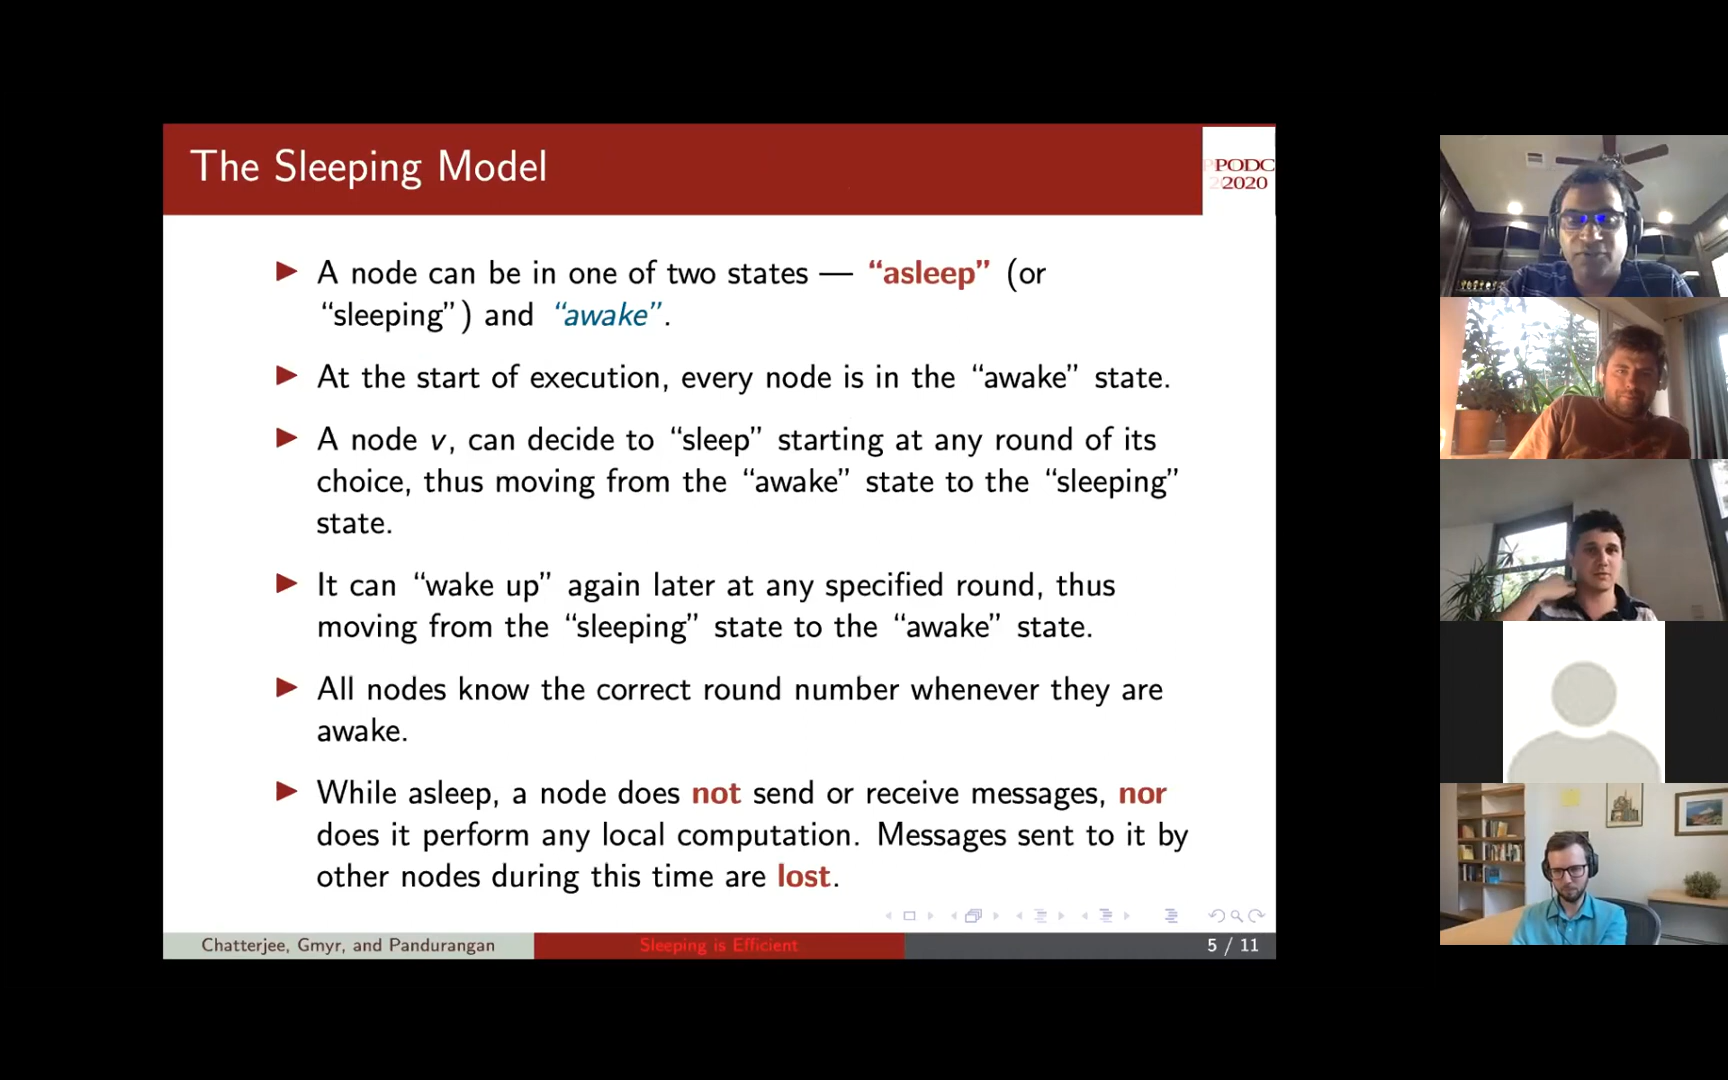 The Sleeping Model
PODC
2020
▶ A node can be in one of two states — “asleep” (or
“sleeping”) and “awake”.
▶ At the start of execution, every node is in the “awake” state.
▶ A node v, can decide to “sleep” starting at any round of its
choice, thus moving from the “awake” state to the “sleeping”
state.
▶ It can “wake up” again later at any specified round, thus
moving from the “sleeping” state to the “awake” state.
▶ All nodes know the correct round number whenever they are
awake.
▶ While asleep, a node does not send or receive messages, nor
does it perform any local computation. Messages sent to it by
other nodes during this time are lost.
Chatterjee, Gmyr, and Pandurangan
Sleeping is Efficient
5 / 11